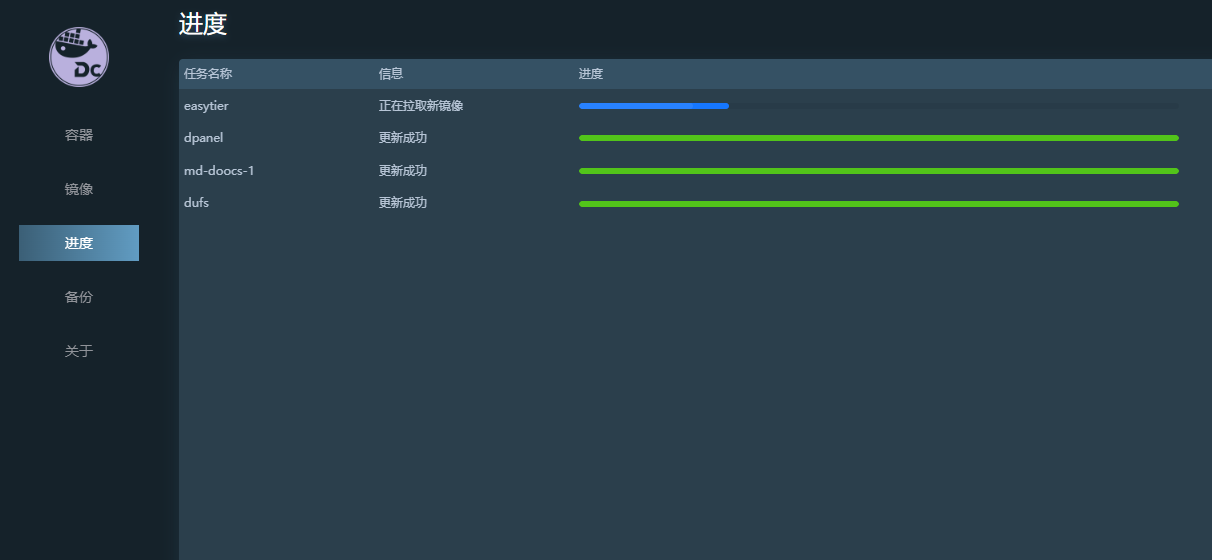 进度
DC
容器
镜像
进度
备份
关于
任务名称 信息 进度
easytier 正在拉取新镜像
dpanel 更新成功
md-doocs-1 更新成功
dufs 更新成功